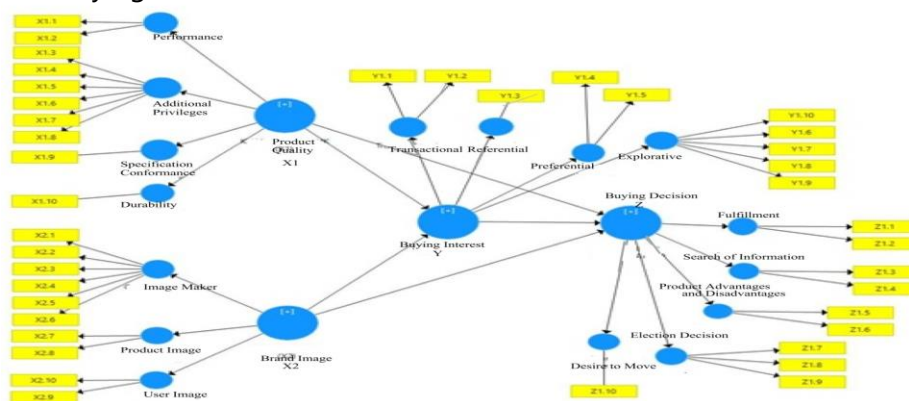 X1.1
X1.2
Performance
X1.3
X1.4
X1.5
X1.6
X1.7
X1.8
Additional
Privileges
X1.9
Specification
Conformance
X1.10
Durability
[+]
Product
Quality
X1
X2.1
X2.2
X2.3
X2.4
X2.5
X2.6
Image Maker
X2.7
X2.8
Product Image
X2.10
X2.9
User Image
[+]
Brand Image
X2
Y1.1
Y1.2
Transactional
Y1.3
Referential
Y1.4
Y1.5
Preferential
Y1.10
Y1.6
Y1.7
Y1.8
Y1.9
Explorative
[+]
Buying Interest
Y
Buying Decision
Z
[+]
Fulfillment
Z1.1
Z1.2
Search of Information
Z1.3
Z1.4
Product Advantages
and Disadvantages
Z1.5
Z1.6
Election Decision
Z1.7
Z1.8
Z1.9
Desire to Move
Z1.10